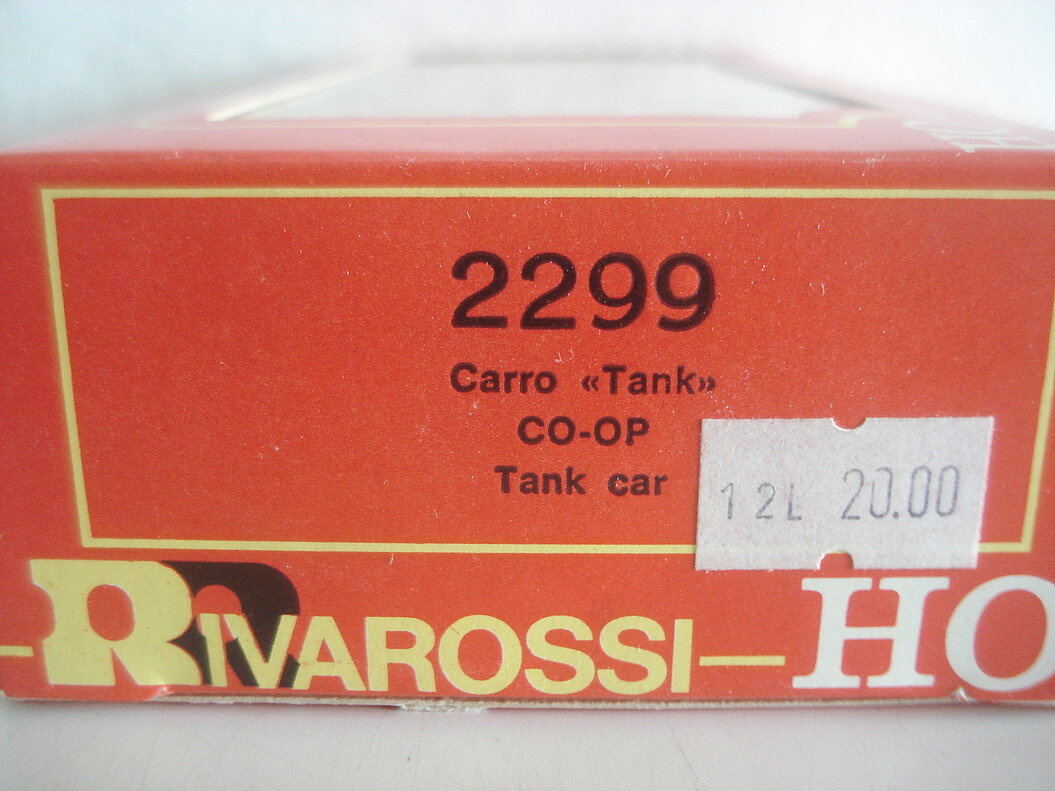 2299
Carro «Tank»
CO-OP
Tank car
12L 20.00
RIVAROSSI
HO